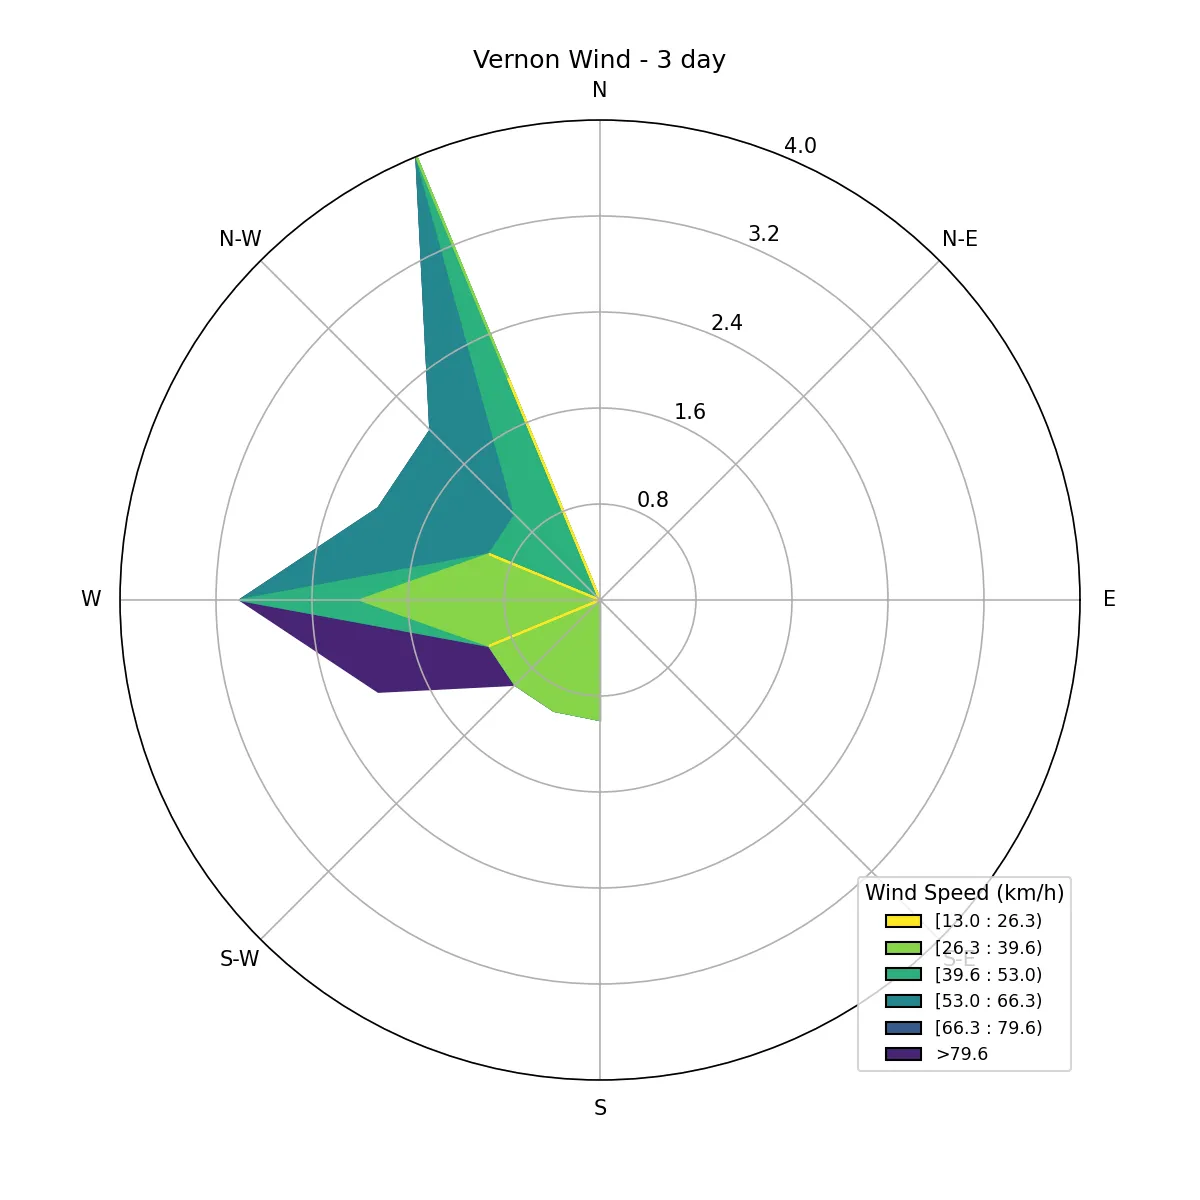 Vernon Wind - 3 day
N
4.0
N-W
3.2
N-E
2.4
1.6
0.8
W
E
Wind Speed (km/h)
[13.0 : 26.3)
[26.3 : 39.6)
S-W
S-E
[39.6 : 53.0)
[53.0 : 66.3)
[66.3 : 79.6)
>79.6
S